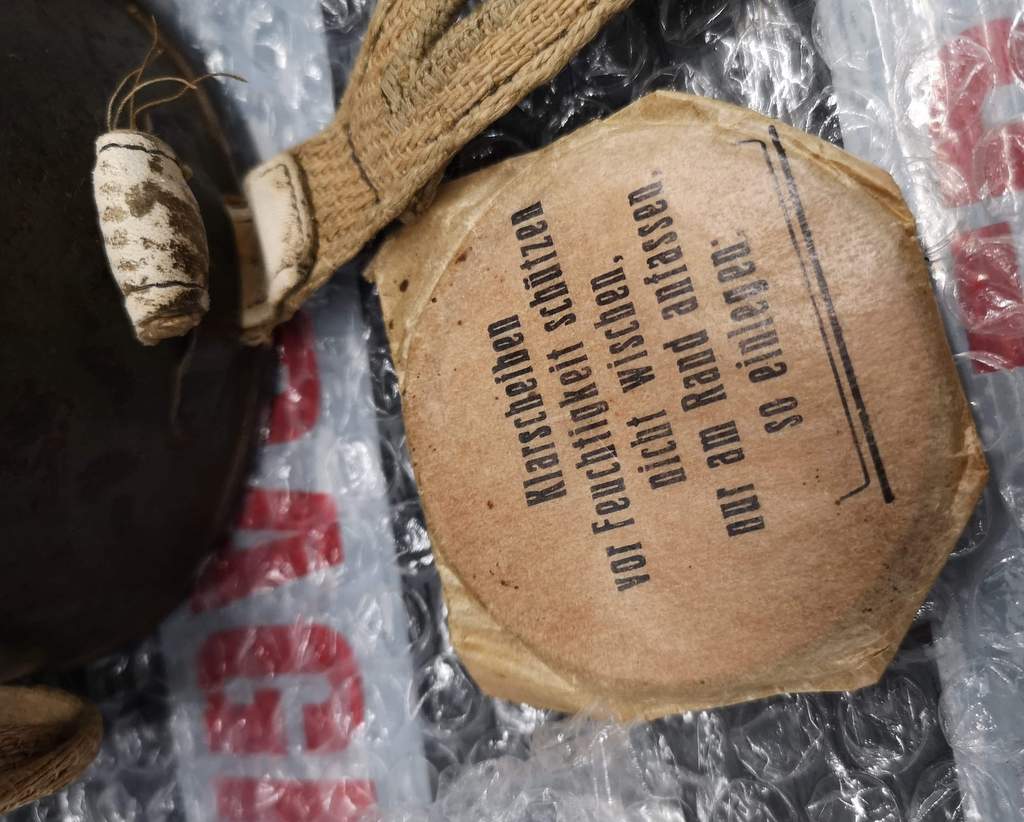 Klarscheiben
vor Feuchtigkeit schützen
nicht wischen,
nur am Rand anfassen,
so einlegen: